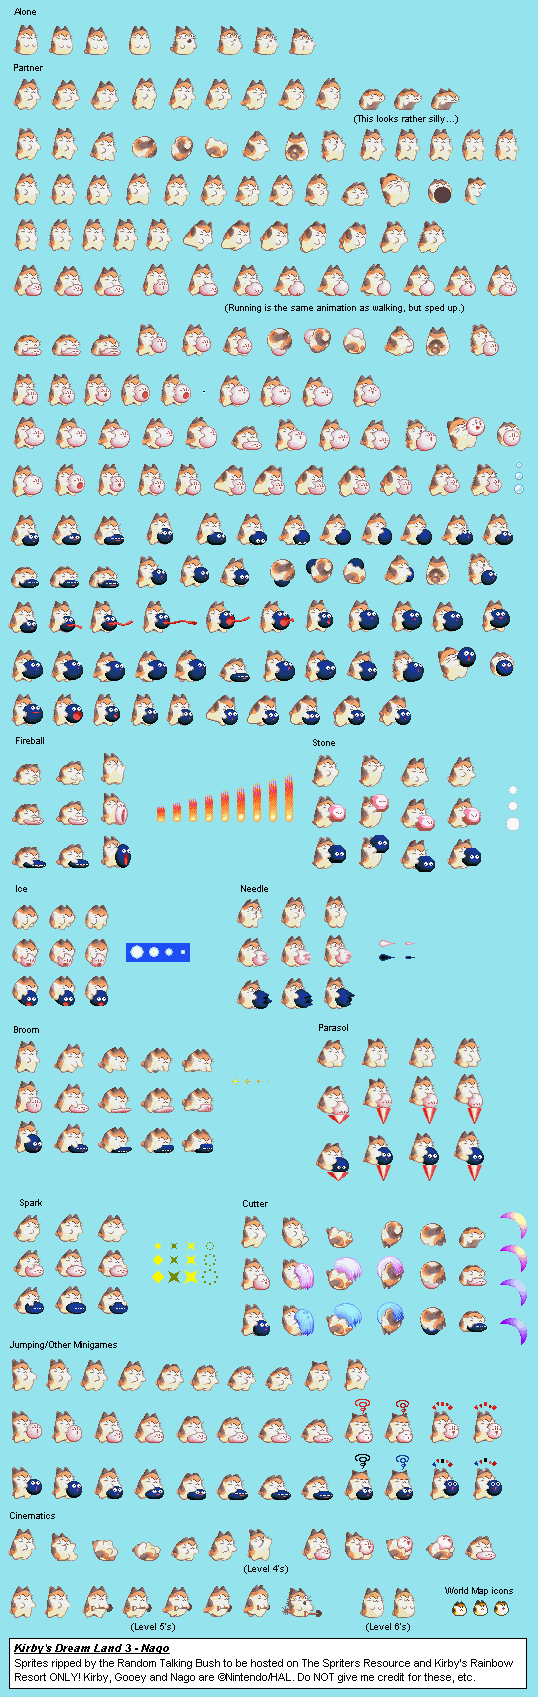 Alone
Partner
(This looks rather silly...)
(Running is the same animation as walking, but sped up.)
Fireball
Stone
Ice
Needle
Broom
Parasol
Spark
Cutter
Jumping/Other Minigames
Cinematics
(Level 4's)
World Map icons
(Level 5's)
(Level 6's)
Kirby's Dream Land 3 - Nago
Sprites ripped by the Random Talking Bush to be hosted on The Spriters Resource and Kirby's Rainbow
Resort ONLY! Kirby, Gooey and Nago are ©Nintendo/HAL. Do NOT give me credit for these, etc.